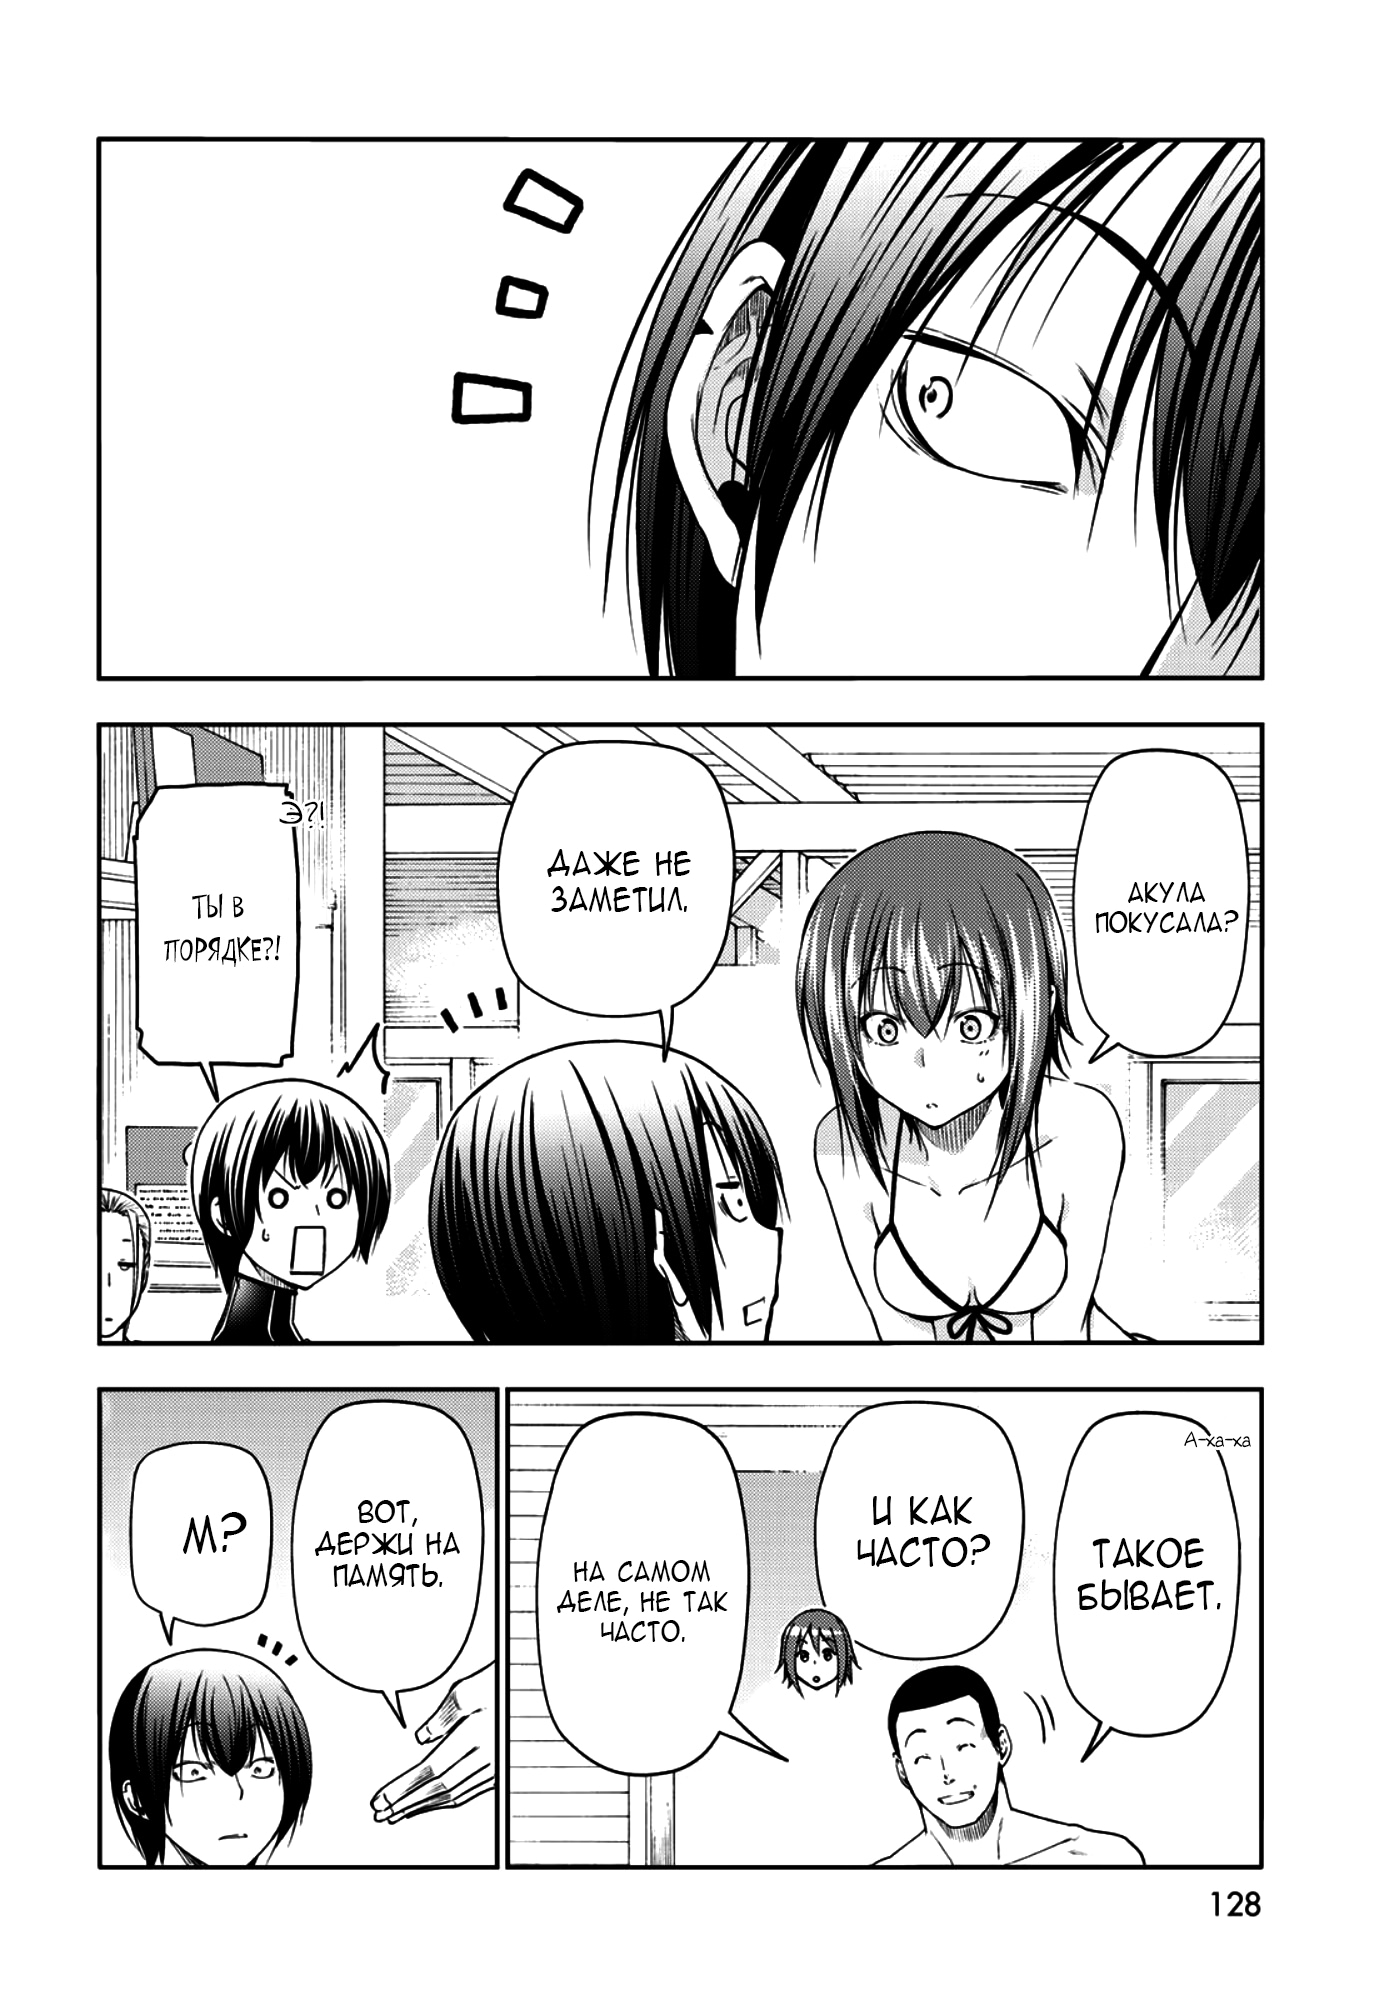 АКУЛА
ПОКУСАЛА?
ДАЖЕ НЕ
ЗАМЕТИЛ.
Э?!
ТЫ В
ПОРЯДКЕ?!
А-ха-ха
ТАКОЕ
БЫВАЕТ.
И КАК
ЧАСТО?
НА САМОМ
ДЕЛЕ, НЕ ТАК
ЧАСТО.
ВОТ,
ДЕРЖИ НА
ПАМЯТЬ.
М?
128